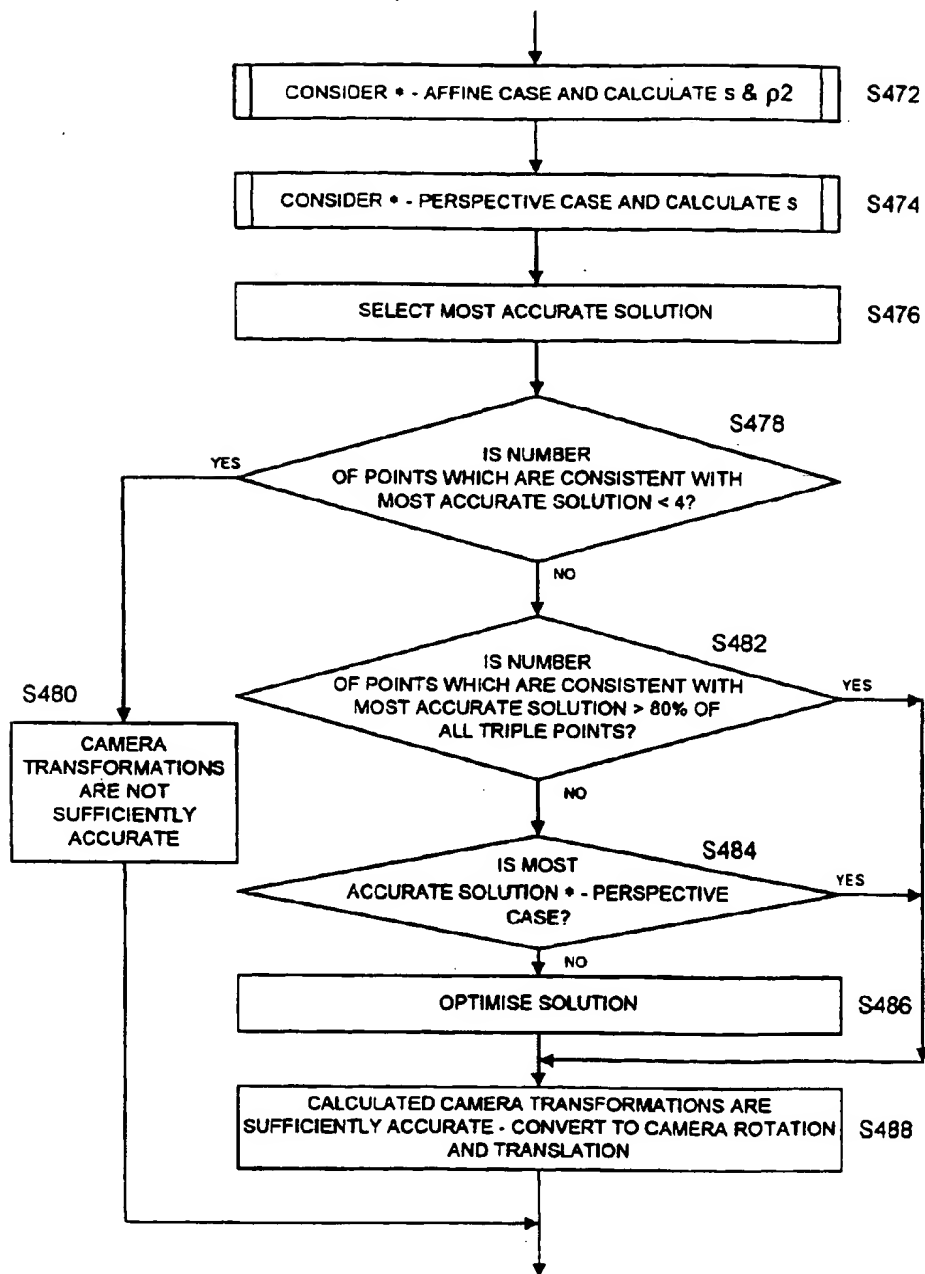 CONSIDER * - AFFINE CASE AND CALCULATE s & ρ2
S472
CONSIDER * - PERSPECTIVE CASE AND CALCULATE s
S474
SELECT MOST ACCURATE SOLUTION
S476
S478
YES
IS NUMBER
OF POINTS WHICH ARE CONSISTENT WITH
MOST ACCURATE SOLUTION < 4?
NO
S482
IS NUMBER
OF POINTS WHICH ARE CONSISTENT WITH
MOST ACCURATE SOLUTION > 80% OF
ALL TRIPLE POINTS?
YES
S480
CAMERA
TRANSFORMATIONS
ARE NOT
SUFFICIENTLY
ACCURATE
NO
S484
IS MOST
ACCURATE SOLUTION * - PERSPECTIVE
CASE?
YES
NO
OPTIMISE SOLUTION
S486
CALCULATED CAMERA TRANSFORMATIONS ARE
SUFFICIENTLY ACCURATE - CONVERT TO CAMERA ROTATION
AND TRANSLATION
S488